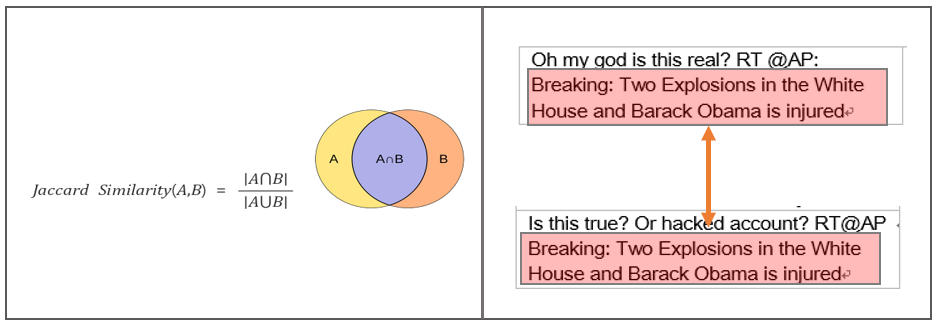 Jaccard Similarity(A,B) = |A∩B| / |A∪B|
A A∩B B
Oh my god is this real? RT @AP:
Breaking: Two Explosions in the White
House and Barack Obama is injured↵
Is this true? Or hacked account? RT@AP
Breaking: Two Explosions in the White
House and Barack Obama is injured↵